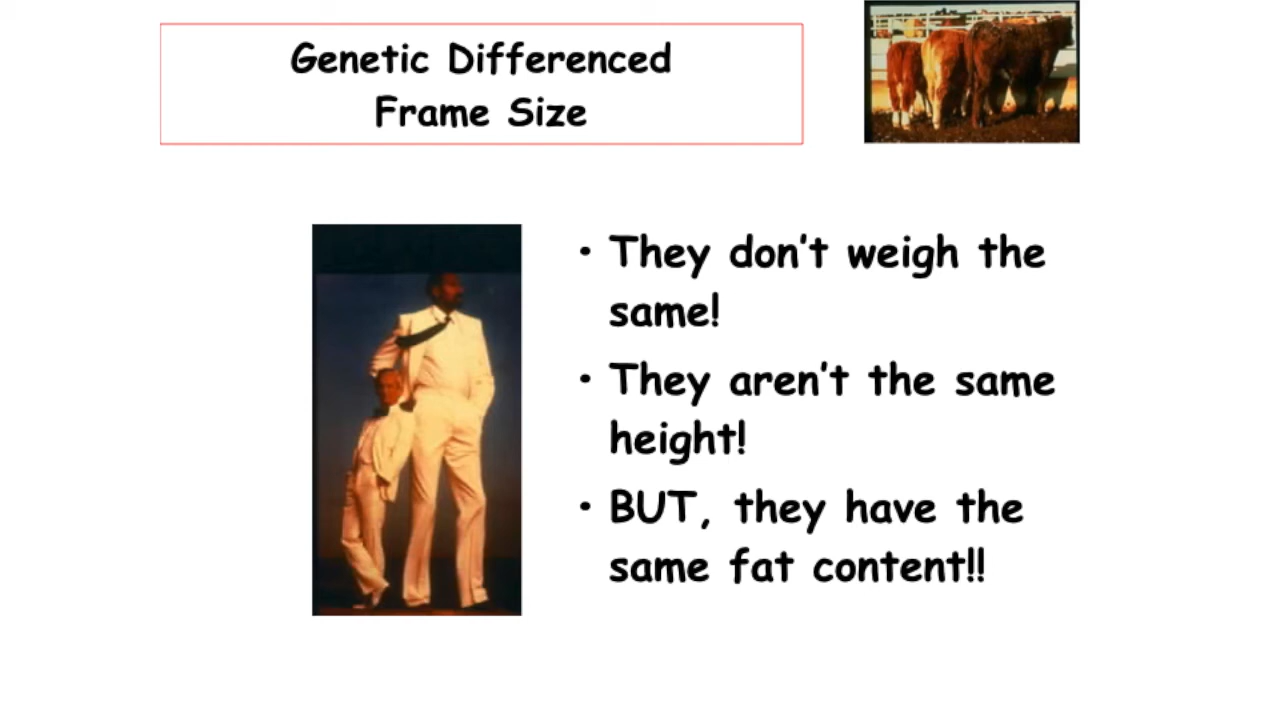 Genetic Differenced
Frame Size
• They don't weigh the
same!
• They aren't the same
height!
• BUT, they have the
same fat content!!